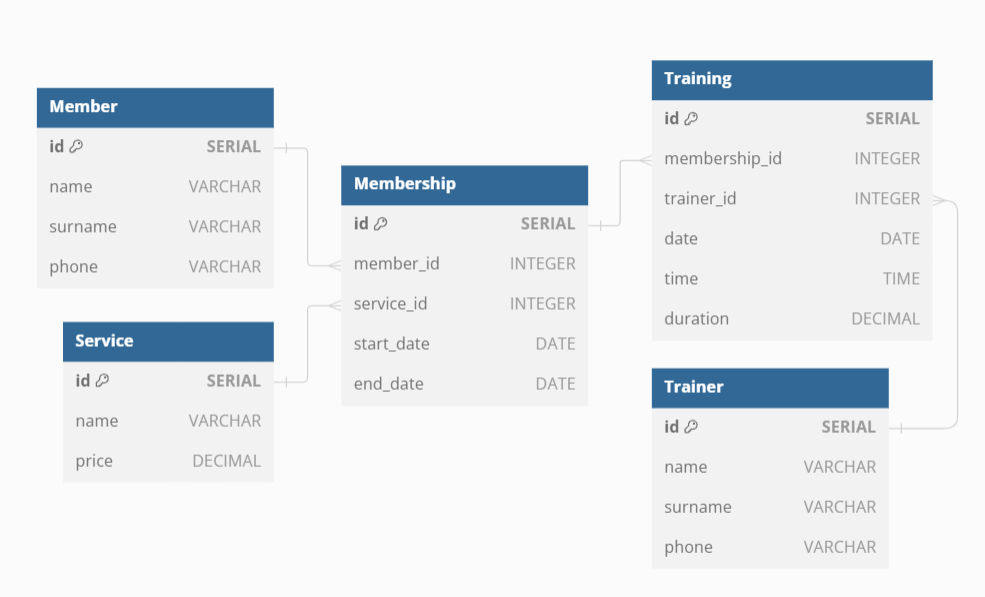 Member
id SERIAL
name VARCHAR
surname VARCHAR
phone VARCHAR
Service
id SERIAL
name VARCHAR
price DECIMAL
Membership
id SERIAL
member_id INTEGER
service_id INTEGER
start_date DATE
end_date DATE
Training
id SERIAL
membership_id INTEGER
trainer_id INTEGER
date DATE
time TIME
duration DECIMAL
Trainer
id SERIAL
name VARCHAR
surname VARCHAR
phone VARCHAR